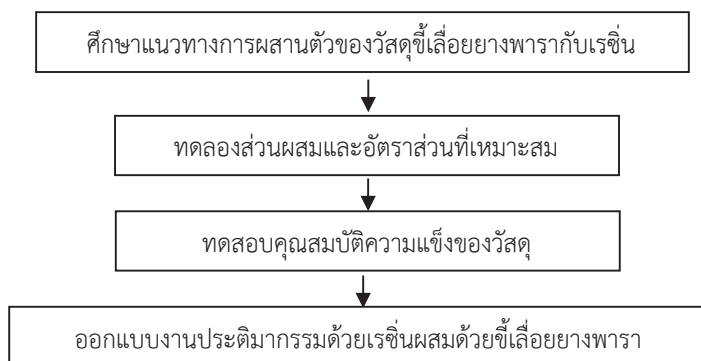 ศึกษาแนวทางการผสานตัวของวัสดุขี้เลื่อยยางพารากับเรซิ่น
ทดลองส่วนผสมและอัตราส่วนที่เหมาะสม
ทดสอบคุณสมบัติความแข็งของวัสดุ
ออกแบบงานประติมากรรมด้วยเรซิ่นผสมด้วยขี้เลื่อยยางพารา